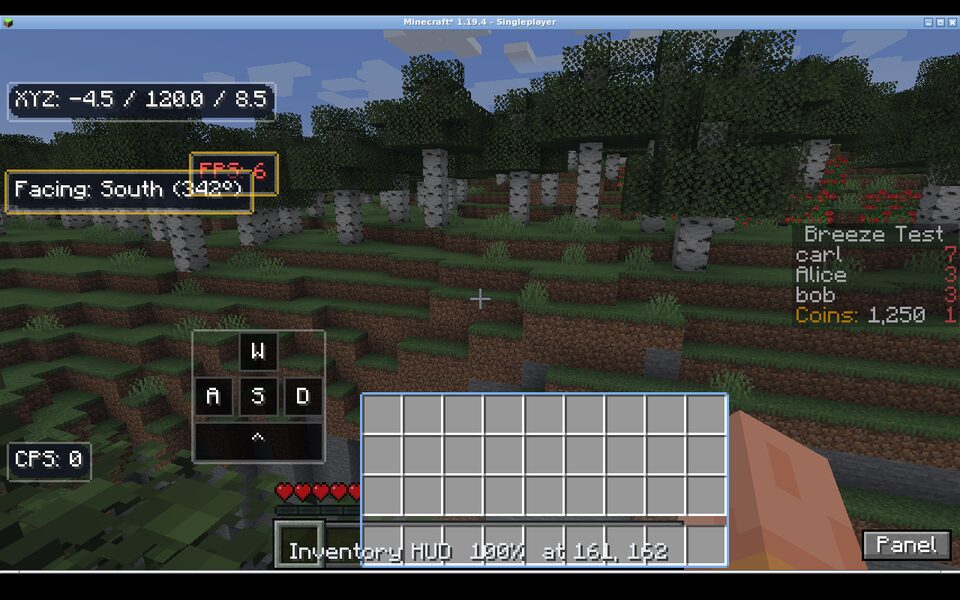 Minecraft* 1.19.4 - Singleplayer
XYZ: -4.5 / 120.0 / 8.5
FPS: 6
Facing: South (342º)
Breeze Test
carl 7
Alice 3
bob 3
Coins: 1,250 1
W
A S D
^
CPS: 0
Inventory HUD 100% at 161, 162
Panel